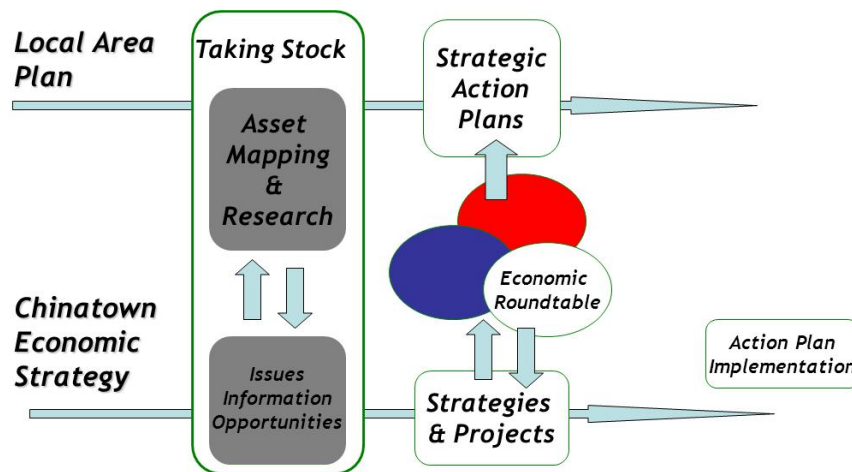 Local Area
Plan
Taking Stock
Asset
Mapping
&
Research
Strategic
Action
Plans
Economic
Roundtable
Chinatown
Economic
Strategy
Issues
Information
Opportunities
Strategies
& Projects
Action Plan
Implementation